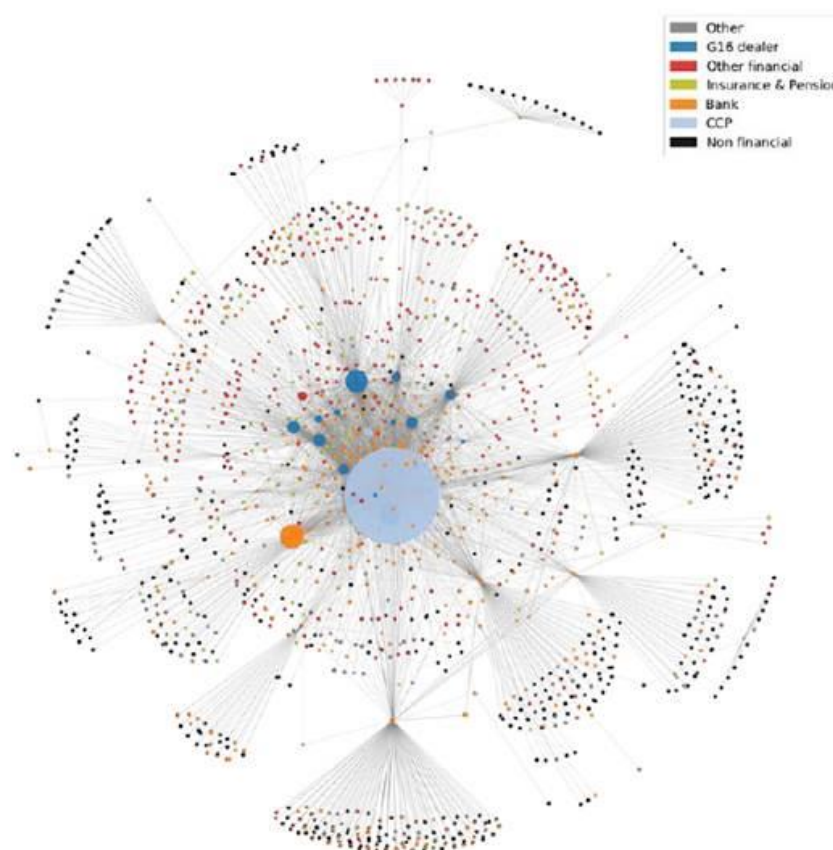 Other
G16 dealer
Other financial
Insurance & Pensio
Bank
CCP
Non financial